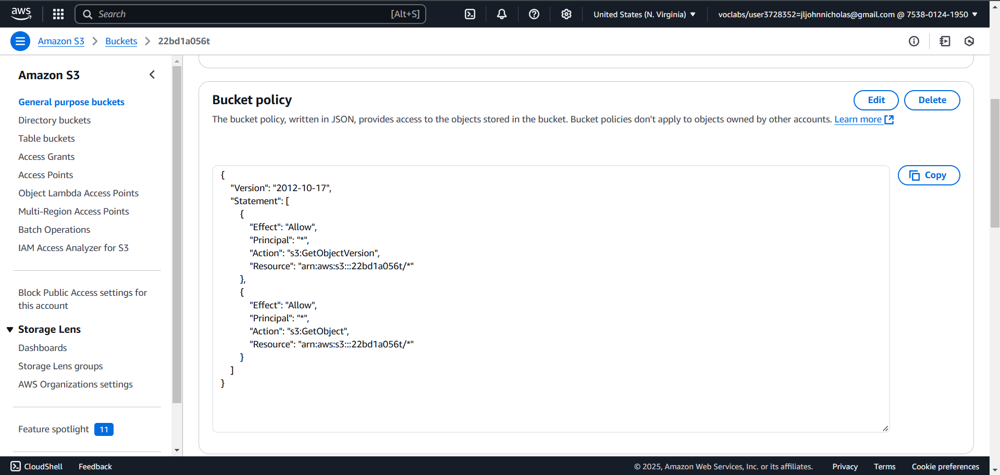 aws
Search [Alt+S]
United States (N. Virginia)
voclabs/user3728352=jljohnnicholas@gmail.com @ 7538-0124-1950
Amazon S3
Buckets
22bd1a056t
Amazon S3
General purpose buckets
Directory buckets
Table buckets
Access Grants
Access Points
Object Lambda Access Points
Multi-Region Access Points
Batch Operations
IAM Access Analyzer for S3
Block Public Access settings for
this account
Storage Lens
Dashboards
Storage Lens groups
AWS Organizations settings
Feature spotlight 11
Bucket policy
Edit
Delete
The bucket policy, written in JSON, provides access to the objects stored in the bucket. Bucket policies don't apply to objects owned by other accounts. Learn more
Copy
{
"Version": "2012-10-17",
"Statement": [
{
"Effect": "Allow",
"Principal": "*",
"Action": "s3:GetObjectVersion",
"Resource": "arn:aws:s3:::22bd1a056t/*"
},
{
"Effect": "Allow",
"Principal": "*",
"Action": "s3:GetObject",
"Resource": "arn:aws:s3:::22bd1a056t/*"
}
]
}
CloudShell
Feedback
© 2025, Amazon Web Services, Inc. or its affiliates.
Privacy
Terms
Cookie preferences